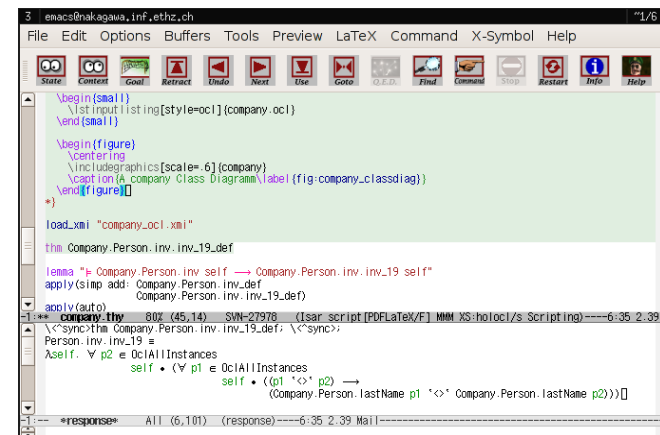 3 emacs@nakagawa.inf.ethz.ch ~1/6
File Edit Options Buffers Tools Preview LaTeX Command X-Symbol Help
State Context Goal Retract Undo Next Use Goto Q.E.D. Find Command Stop Restart Info Help
\begin{small}
\lstinputlisting[style=ocl]{company.ocl}
\end{small}
\begin{figure}
\centering
\includegraphics[scale=.6]{company}
\caption{A company Class Diagramm\label{fig:company_classdiag}}
\end{figure}
*}
load_xmi "company_ocl.xmi"
thm Company.Person.inv.inv_19_def
lemma "⊨ Company.Person.inv self ⟶ Company.Person.inv.inv_19 self"
apply(simp add: Company.Person.inv_def
Company.Person.inv.inv_19_def)
apply(auto)
-1:** company.thy 80% (45,14) SVN-27978 (Isar script[PDFLaTeX/F] MMM XS:holocl/s Scripting)----6:35 2.39
\<^sync>thm Company.Person.inv.inv_19_def; \<^sync>;
Person.inv.inv_19 ≡
λself. ∀ p2 ∈ OclAllInstances
self • (∀ p1 ∈ OclAllInstances
self • ((p1 '<>' p2) ⟶
(Company.Person.lastName p1 '<>' Company.Person.lastName p2)))
-1:-- *response* All (6,101) (response)----6:35 2.39 Mail----